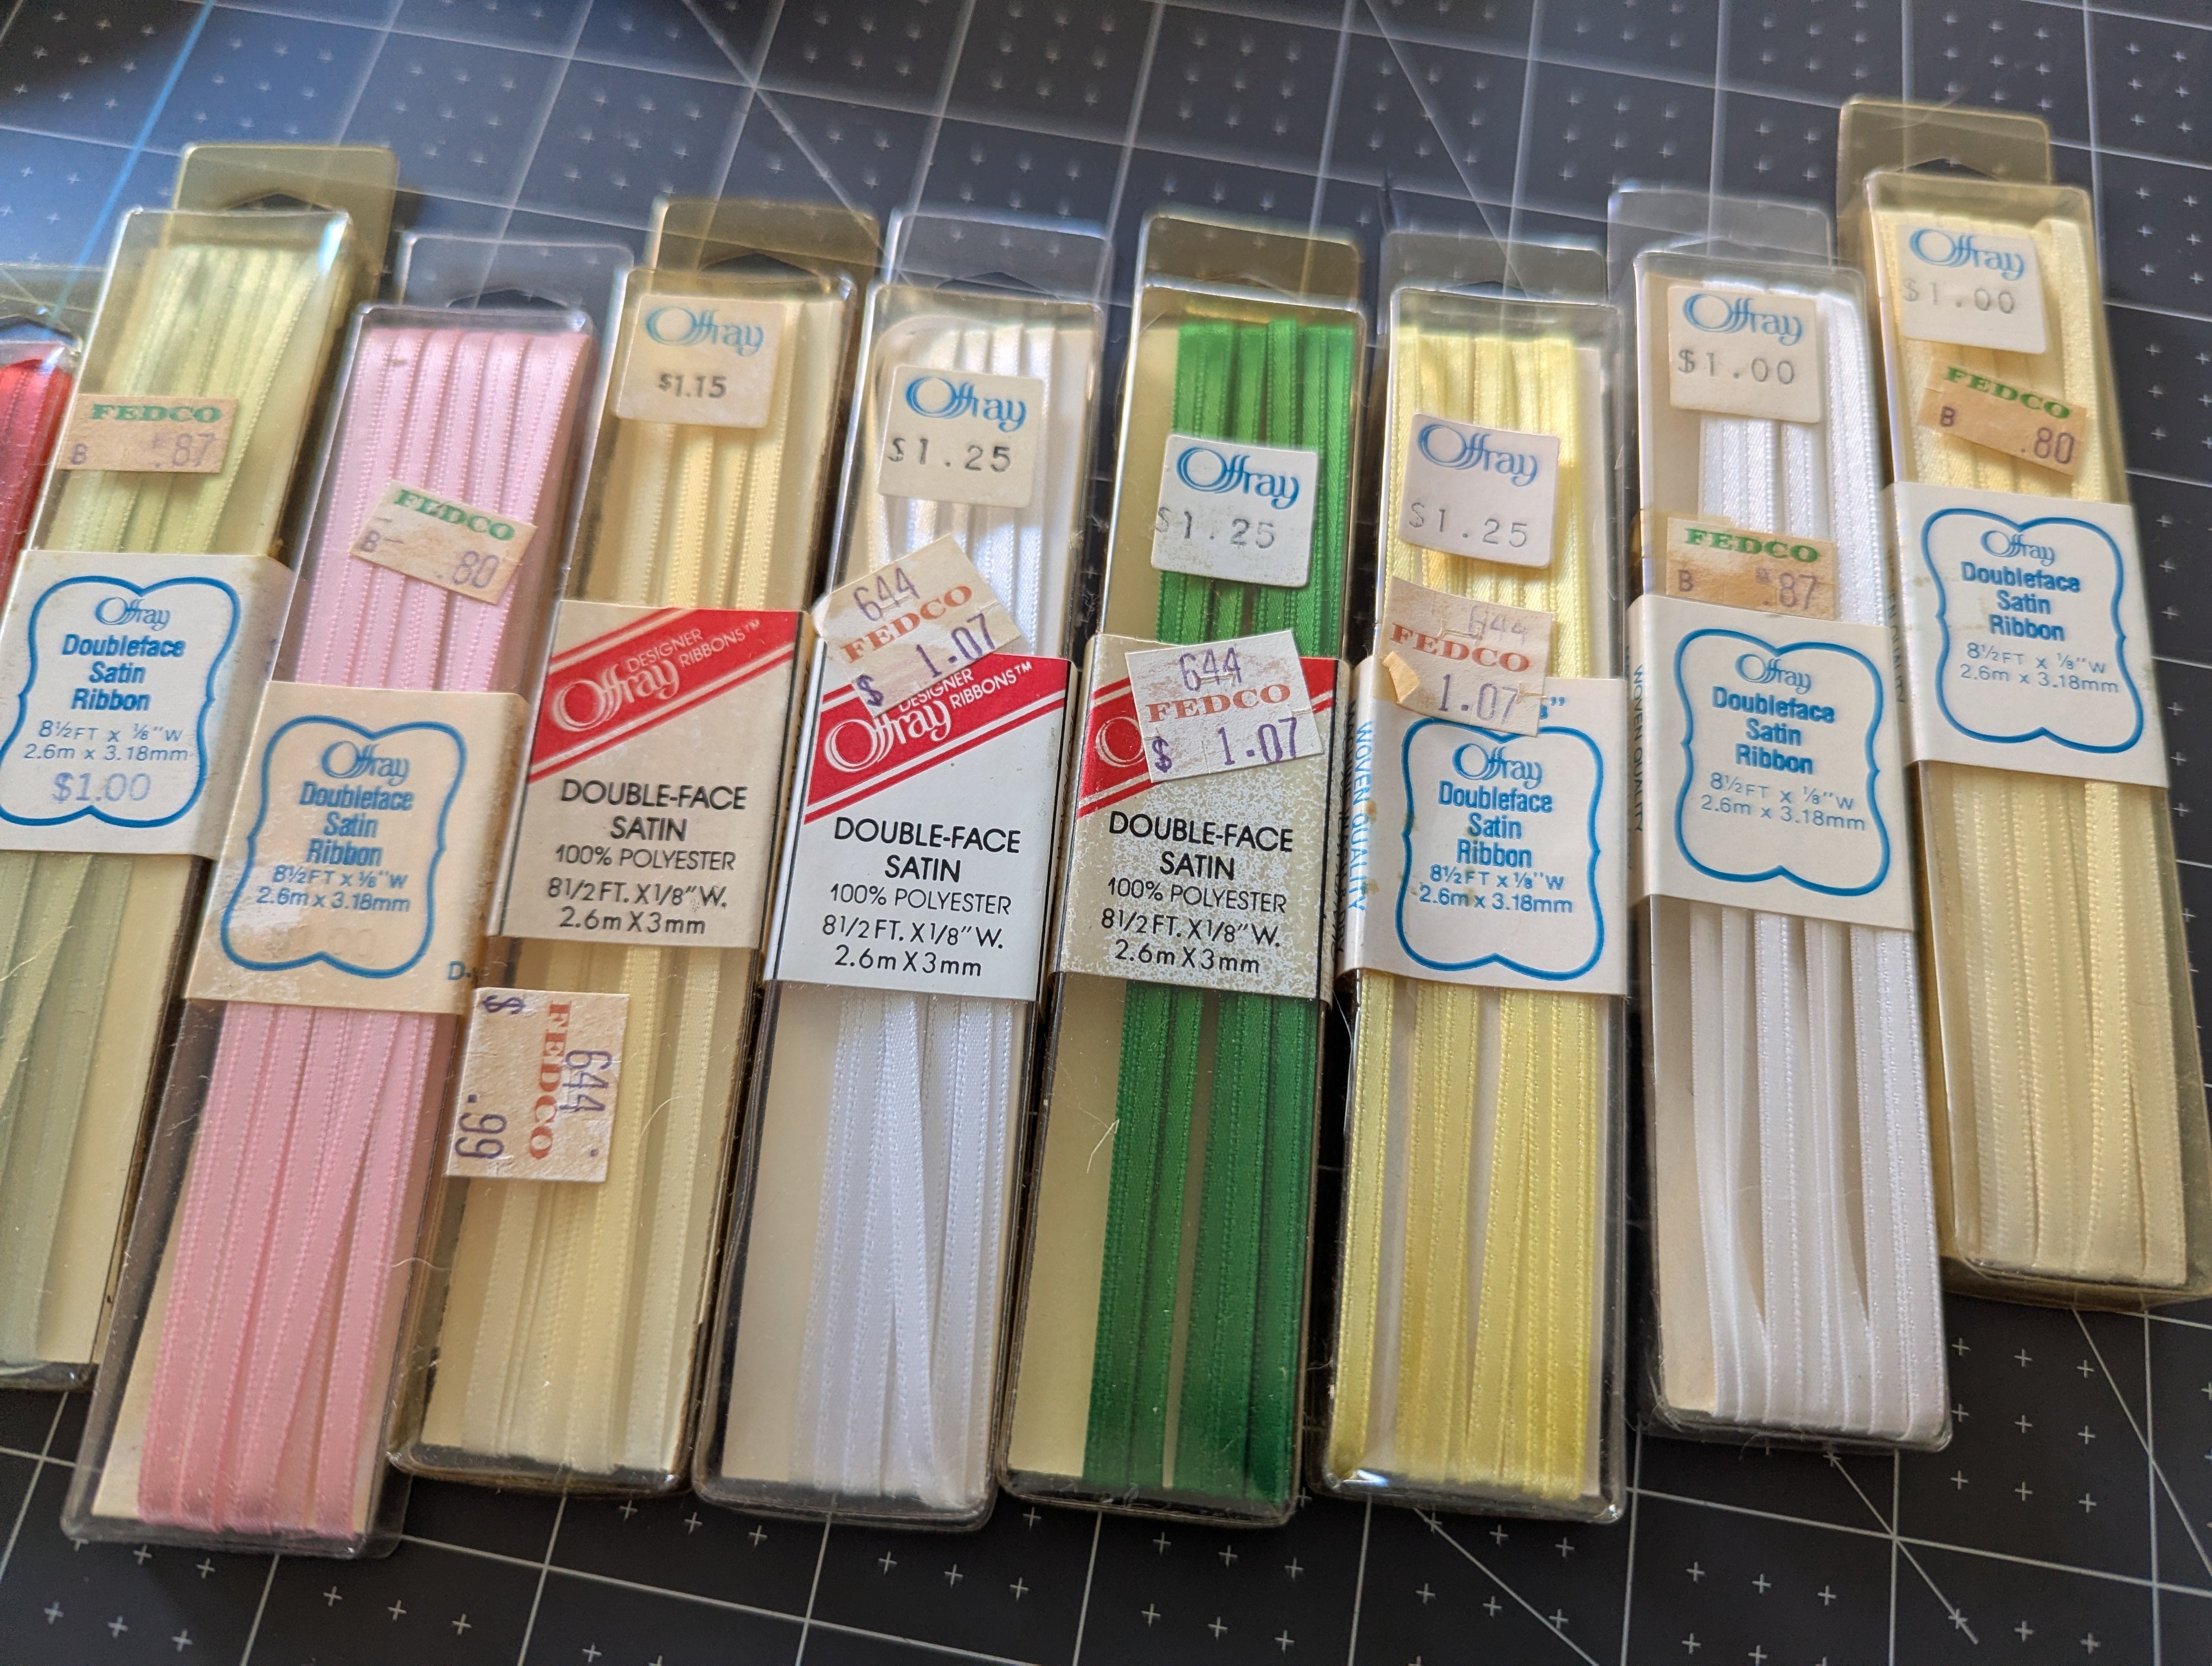 FEDCO
B .87
Offray
Doubleface
Satin
Ribbon
8½FT x ⅛"W
2.6m x 3.18mm
$1.00
FEDCO
B .80
Offray
Doubleface
Satin
Ribbon
8½FT x ⅛"W
2.6m x 3.18mm
Offray
$1.15
Offray DESIGNER
RIBBONS™
DOUBLE-FACE
SATIN
100% POLYESTER
81/2 FT. X 1/8" W.
2.6m X 3mm
644
FEDCO
$ .99
Offray
$1.25
644
FEDCO
$ 1.07
Offray DESIGNER
RIBBONS™
DOUBLE-FACE
SATIN
100% POLYESTER
81/2 FT. X 1/8" W.
2.6m X 3mm
Offray
$1.25
644
FEDCO
$ 1.07
DOUBLE-FACE
SATIN
100% POLYESTER
81/2 FT. X 1/8" W.
2.6m X 3mm
Offray
$1.25
644
FEDCO
1.07
WOVEN QUALITY
Offray
Doubleface
Satin
Ribbon
8½FT x ⅛"W
2.6m x 3.18mm
Offray
$1.00
FEDCO
B .87
WOVEN QUALITY
Offray
Doubleface
Satin
Ribbon
8½FT x ⅛"W
2.6m x 3.18mm
Offray
$1.00
FEDCO
B .80
Offray
Doubleface
Satin
Ribbon
8½FT x ⅛"W
2.6m x 3.18mm